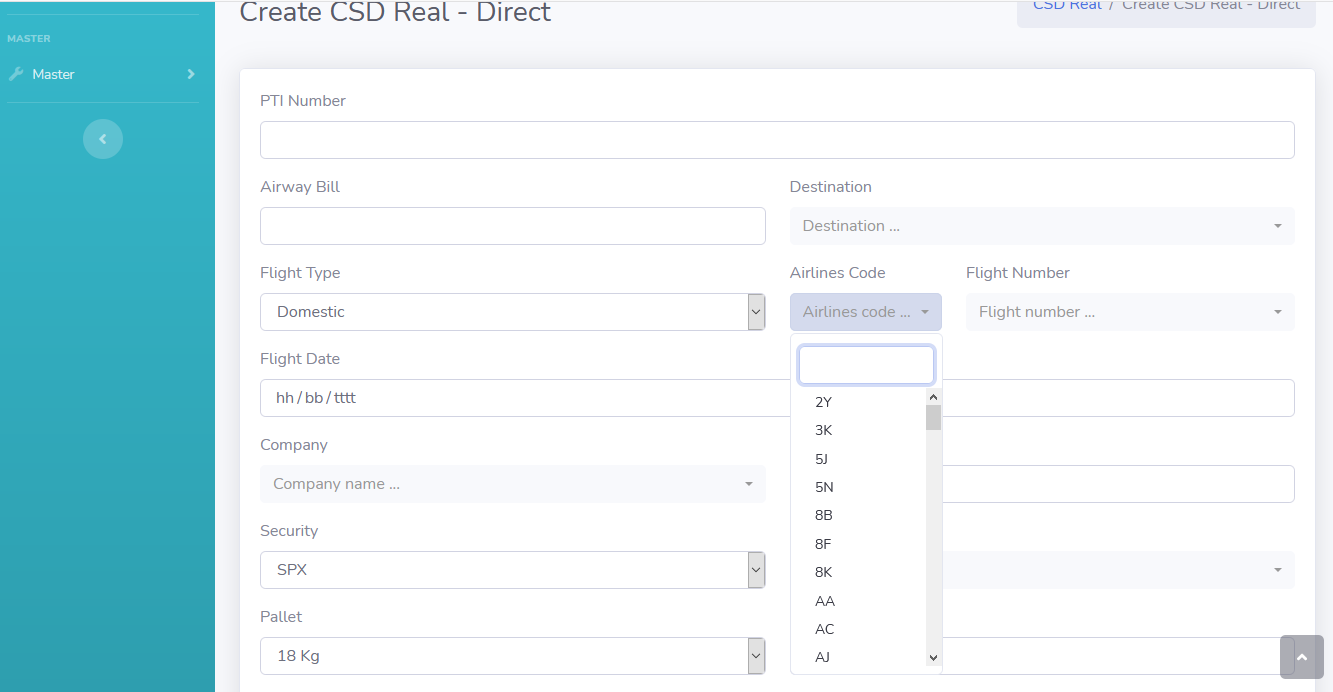 Create CSD Real - Direct
CSD Real / Create CSD Real - Direct
MASTER
Master
PTI Number
Airway Bill
Destination
Destination ...
Flight Type
Airlines Code
Flight Number
Domestic
Airlines code ...
Flight number ...
Flight Date
hh / bb / tttt
2Y
3K
5J
5N
8B
8F
8K
AA
AC
AJ
Company
Company name ...
Security
SPX
Pallet
18 Kg